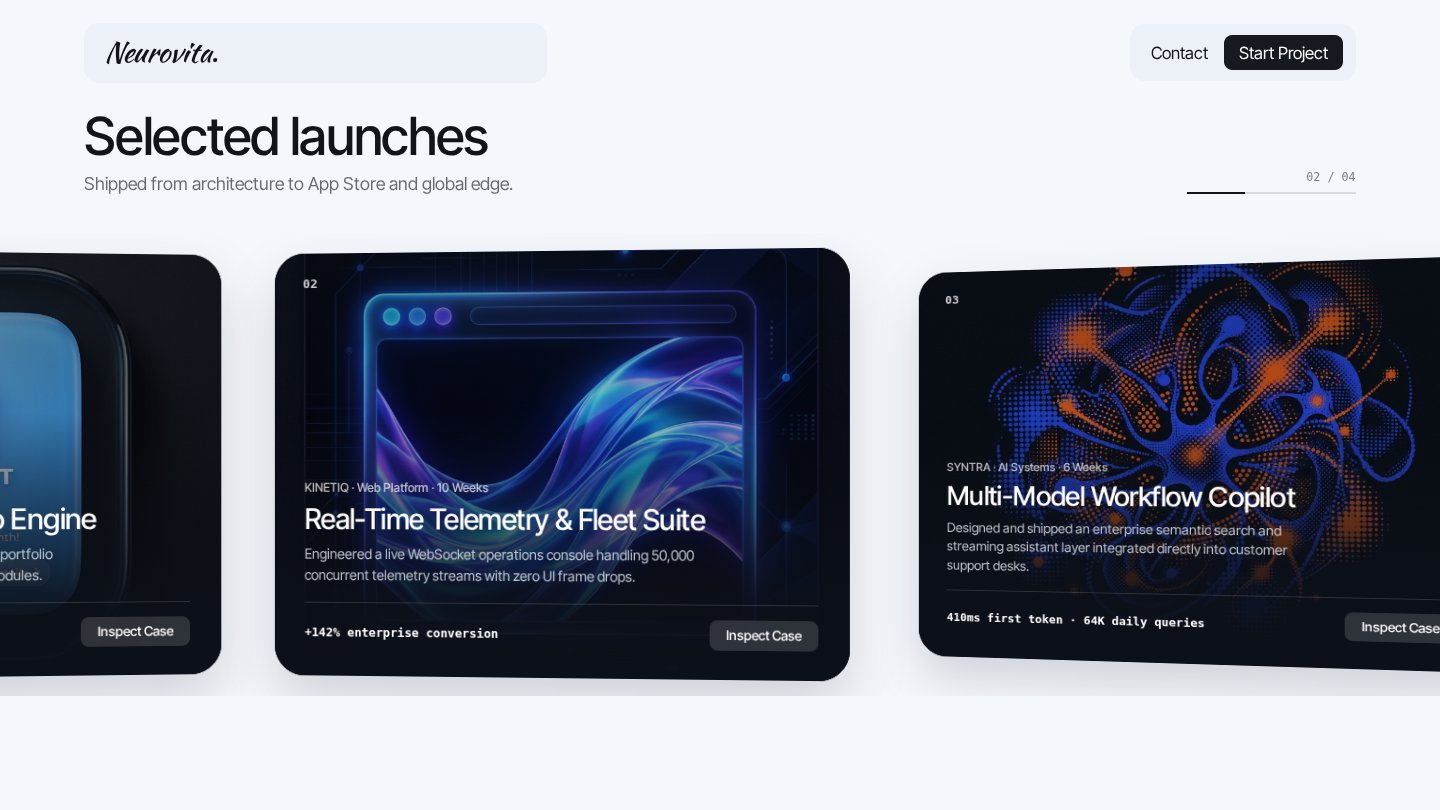 Neurovita.
Contact
Start Project
Selected launches
Shipped from architecture to App Store and global edge.
02 / 04
T
Engine
portfolio
Inspect Case
02
KINETIQ · Web Platform · 10 Weeks
Real-Time Telemetry & Fleet Suite
Engineered a live WebSocket operations console handling 50,000
concurrent telemetry streams with zero UI frame drops.
+142% enterprise conversion
Inspect Case
03
SYNTRA · AI Systems · 6 Weeks
Multi-Model Workflow Copilot
Designed and shipped an enterprise semantic search and
streaming assistant layer integrated directly into customer
support desks.
410ms first token · 64K daily queries
Inspect Case